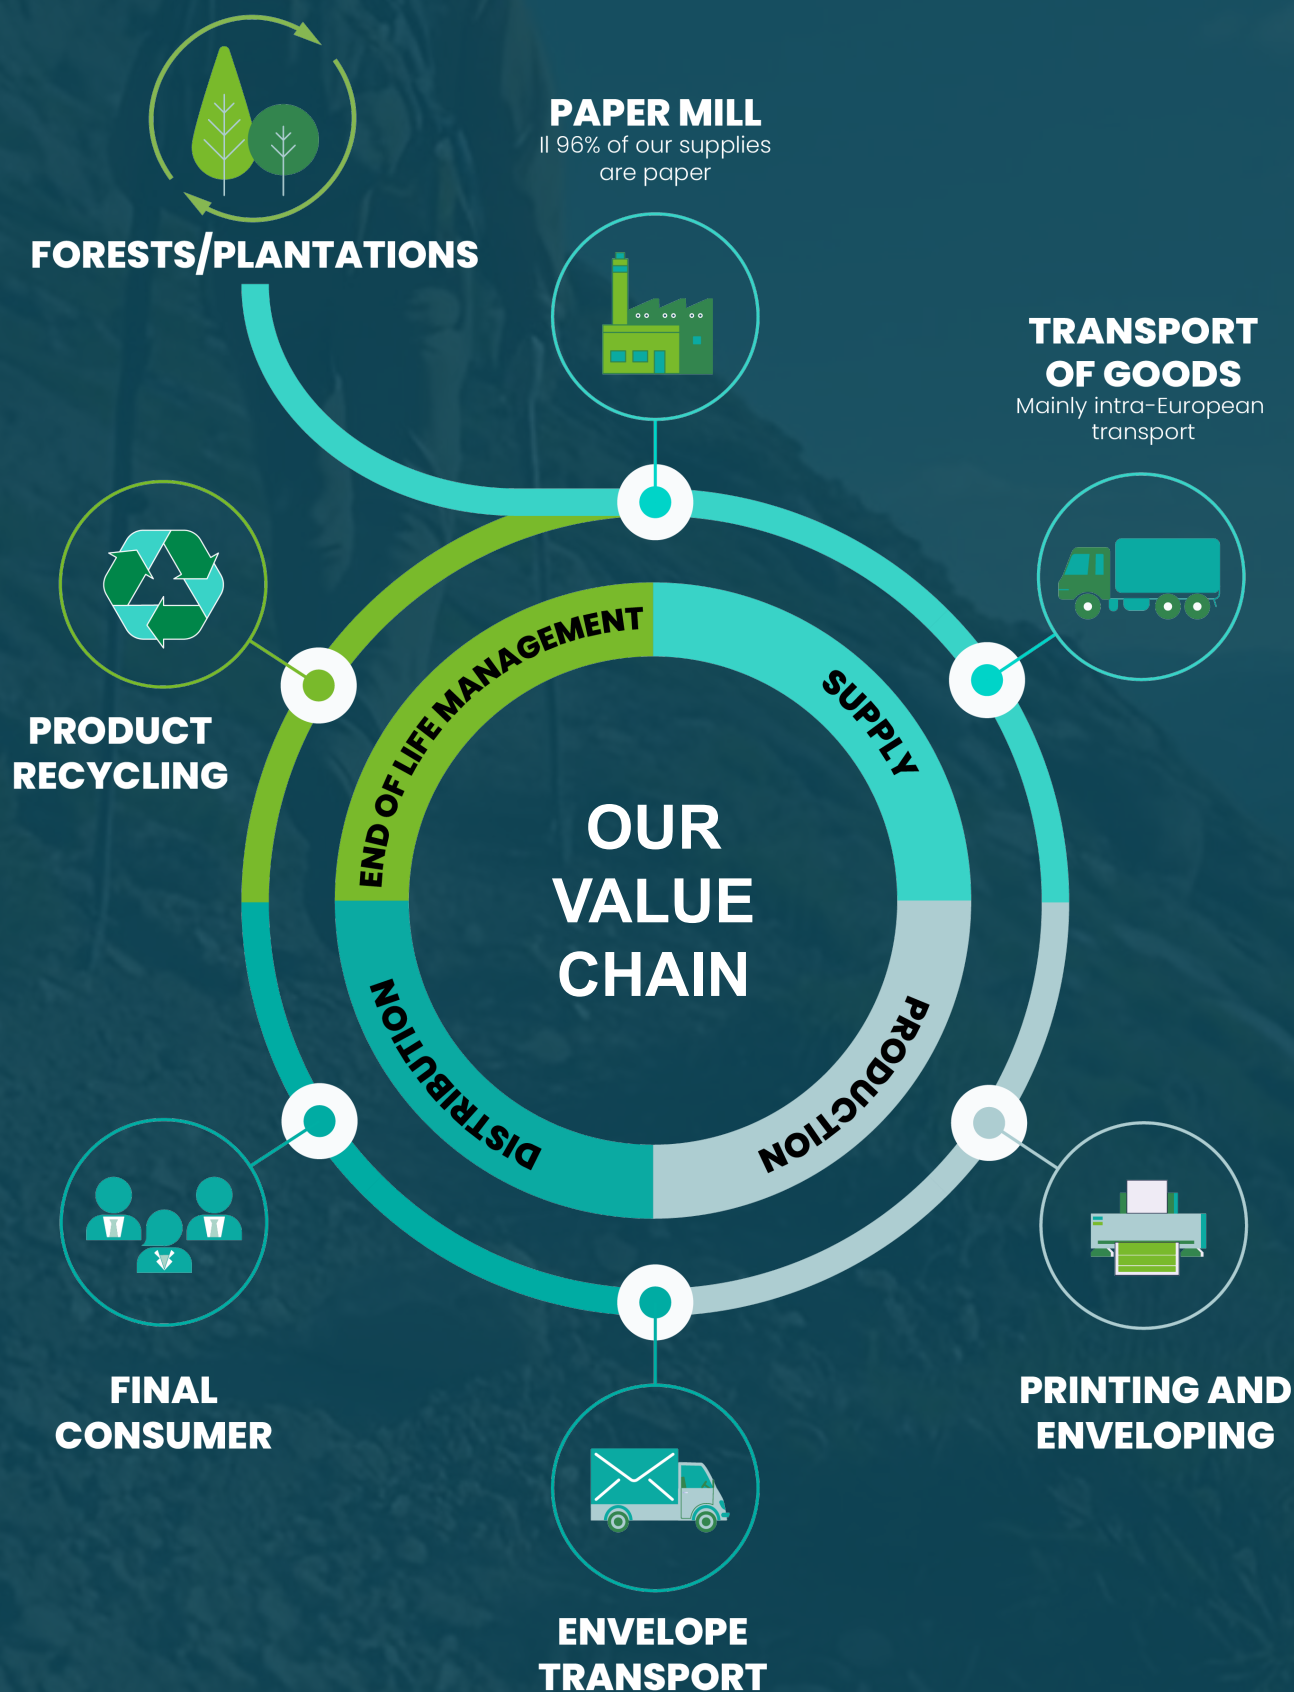 PAPER MILL
Il 96% of our supplies
are paper
FORESTS/PLANTATIONS
TRANSPORT
OF GOODS
Mainly intra-European
transport
PRODUCT
RECYCLING
END OF LIFE MANAGEMENT
SUPPLY
OUR
VALUE
CHAIN
DISTRIBUTION
PRODUCTION
FINAL
CONSUMER
PRINTING AND
ENVELOPING
ENVELOPE
TRANSPORT